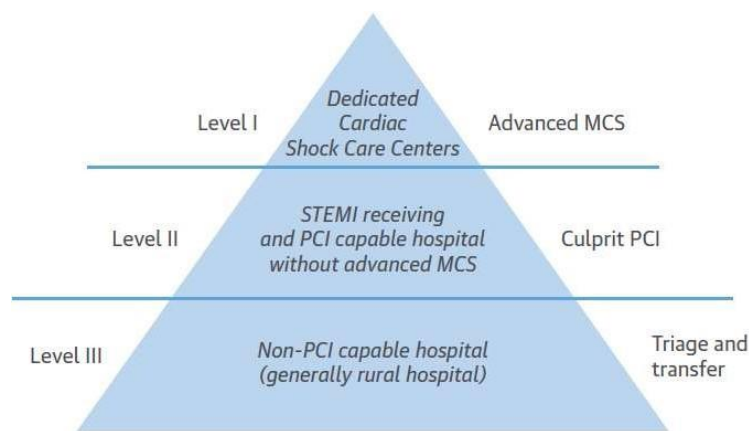 Level I
Dedicated
Cardiac
Shock Care Centers
Advanced MCS
Level II
STEMI receiving
and PCI capable hospital
without advanced MCS
Culprit PCI
Level III
Non-PCI capable hospital
(generally rural hospital)
Triage and
transfer